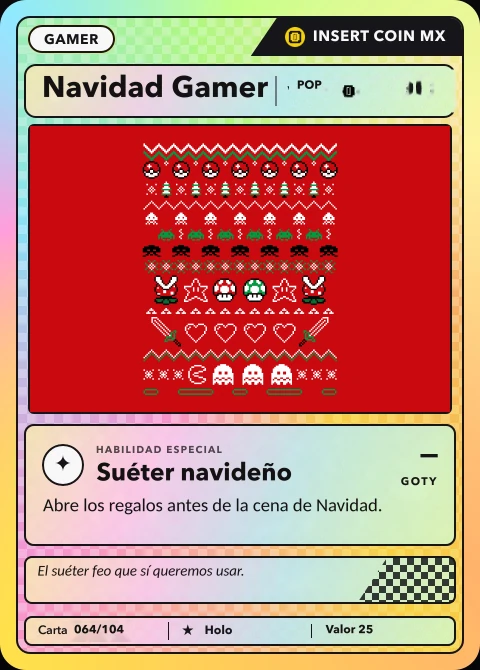 GAMER
INSERT COIN MX
Navidad Gamer
POP
HABILIDAD ESPECIAL
Suéter navideño
GOTY
Abre los regalos antes de la cena de Navidad.
El suéter feo que sí queremos usar.
Carta 064/104 ★ Holo Valor 25